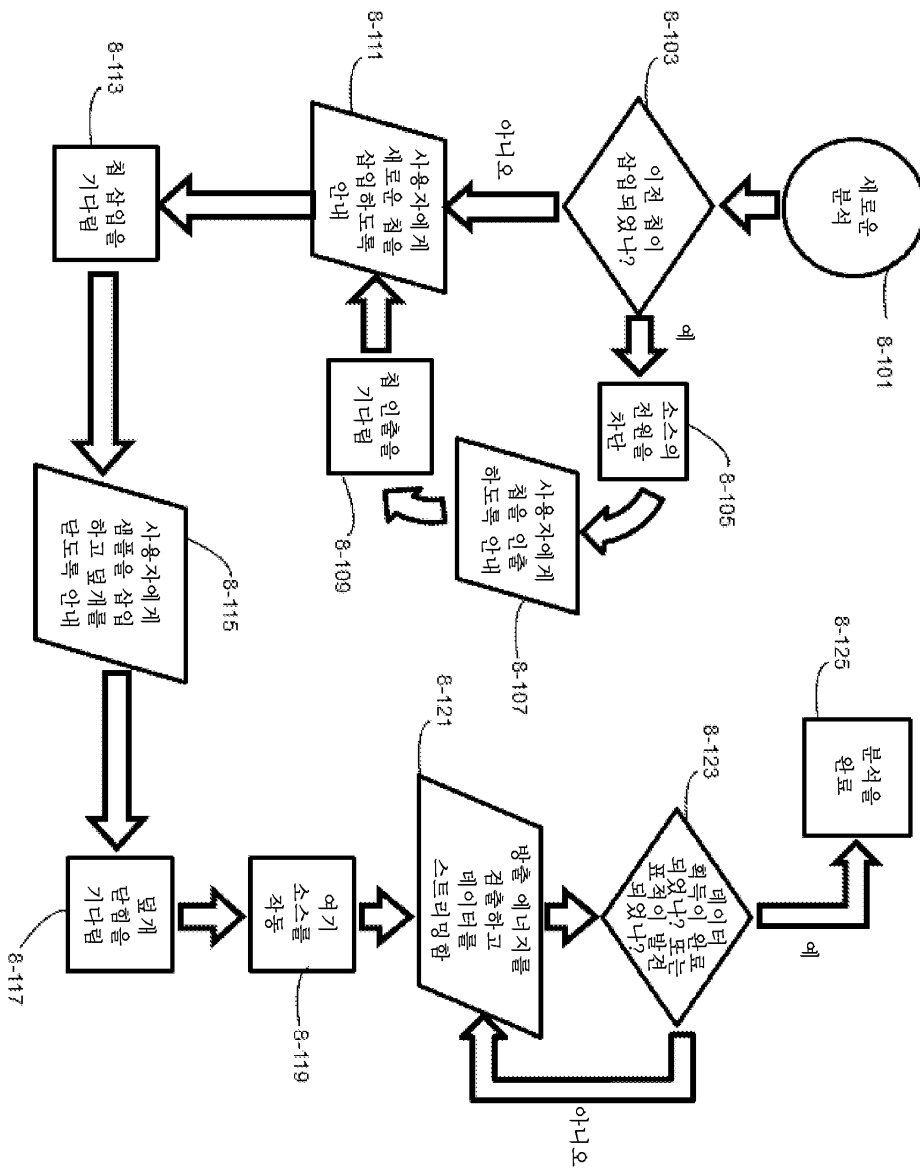 새로운
분석
8-101
이전 칩이
삽입되었나?
8-103
예
아니오
소스의
전원을
차단
8-105
사용자에게
칩을 인출
하도록 안내
8-107
칩 인출을
기다림
8-109
사용자에게
새로운 칩을
삽입하도록
안내
8-111
칩 삽입을
기다림
8-113
사용자에게
샘플을 삽입
하고 덮개를
닫도록 안내
8-115
덮개
닫힘을
기다림
8-117
여기
소스를
작동
8-119
방출 에너지를
검출하고
데이터를
스트리밍함
8-121
데이터
획득이 완료
되었나? 또는
표적이 발견
되었나?
8-123
아니오
예
분석을
완료
8-125